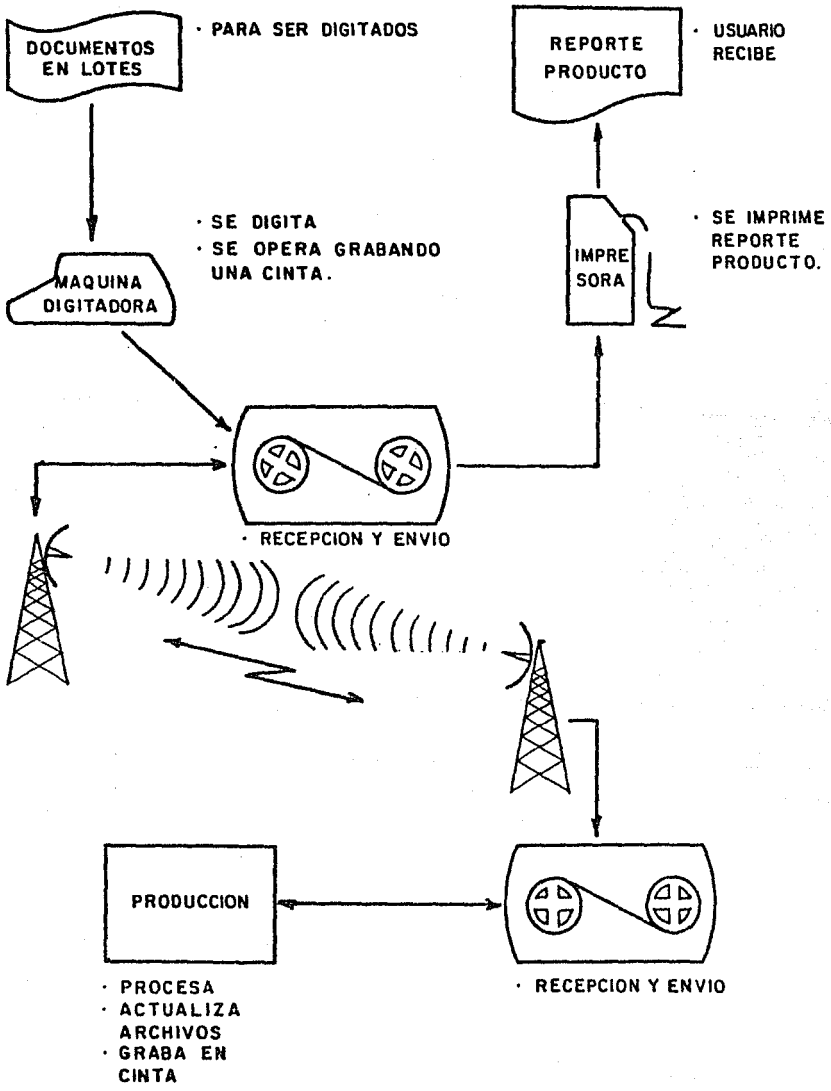 DOCUMENTOS
EN LOTES
· PARA SER DIGITADOS
REPORTE
PRODUCTO
· USUARIO
RECIBE
· SE DIGITA
· SE OPERA GRABANDO
UNA CINTA.
MAQUINA
DIGITADORA
IMPRE
SORA
· SE IMPRIME
REPORTE
PRODUCTO.
· RECEPCION Y ENVIO
PRODUCCION
· PROCESA
· ACTUALIZA
ARCHIVOS
· GRABA EN
CINTA
· RECEPCION Y ENVIO